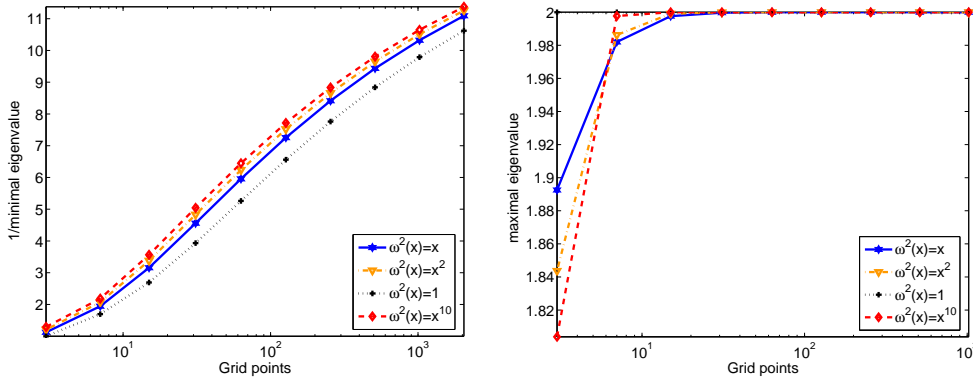 11
10
9
8
7
6
5
4
3
2
1/minimal eigenvalue
10¹
10²
10³
Grid points
ω²(x)=x
ω²(x)=x²
ω²(x)=1
ω²(x)=x¹⁰
2
1.98
1.96
1.94
1.92
1.90
1.88
1.86
1.84
1.82
maximal eigenvalue
10¹
10²
10³
Grid points
ω²(x)=x
ω²(x)=x²
ω²(x)=1
ω²(x)=x¹⁰